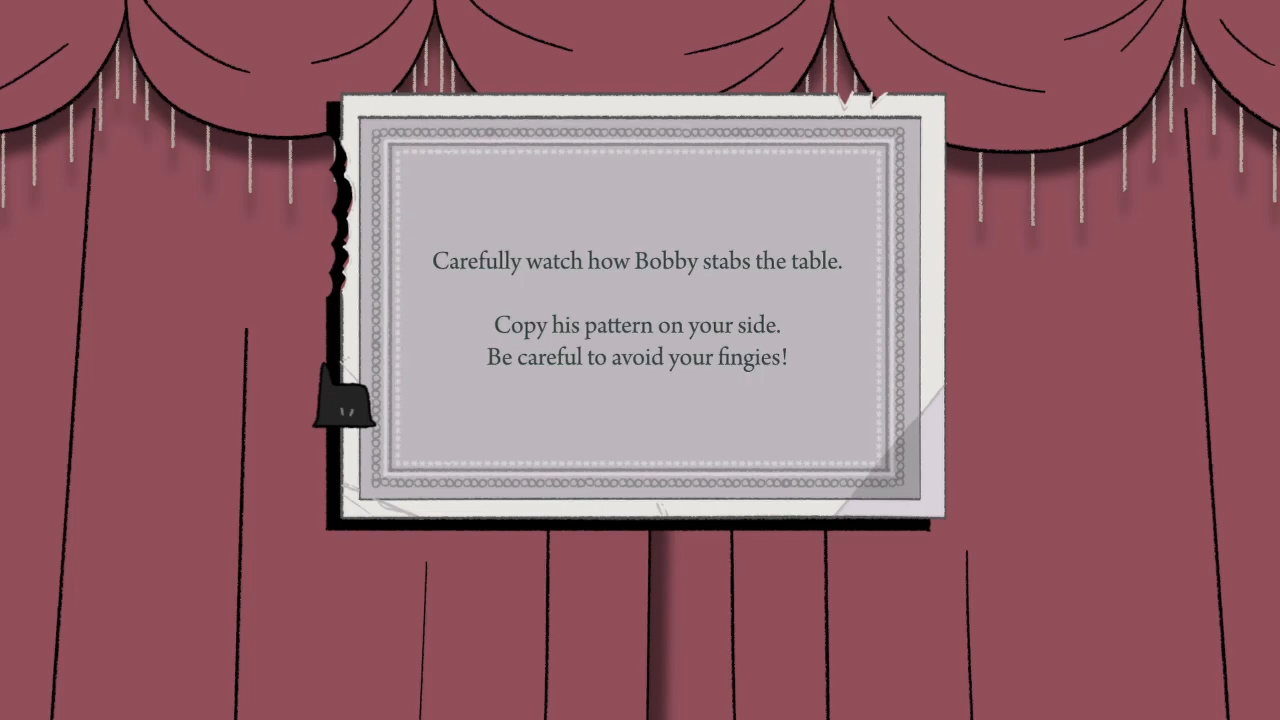 Carefully watch how Bobby stabs the table.
Copy his pattern on your side.
Be careful to avoid your fingies!